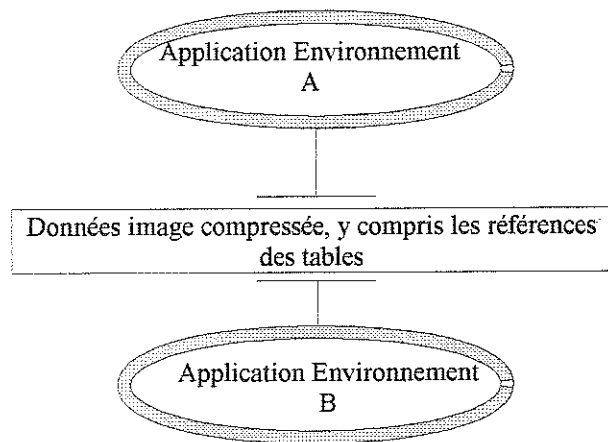 Application Environnement
A
Données image compressée, y compris les références
des tables
Application Environnement
B